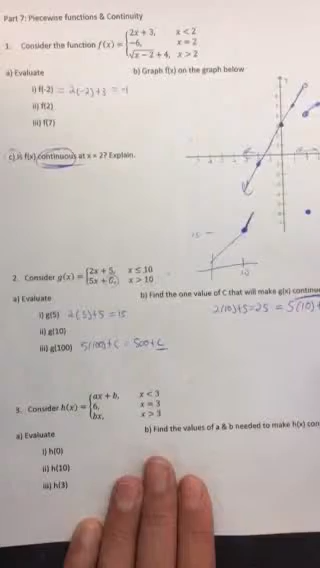 Part 7: Piecewise functions & Continuity
1. Consider the function f(x) = { 2x + 3, x < 2
-6, x = 2
√x − 2 + 4, x > 2
a) Evaluate b) Graph f(x) on the graph below
i) f(-2) = 2(-2)+3 = -1
ii) f(2)
iii) f(7)
c) Is f(x) continuous at x = 2? Explain.
10
2. Consider g(x) = { 2x + 5, x ≤ 10
5x + C, x > 10
a) Evaluate b) Find the one value of C that will make g(x)
i) g(5) 2(5)+5 = 15 2(10)+5=25 = 5(10)+
ii) g(10)
iii) g(100) 5(100)+C = 500+C
3. Consider h(x) = { ax + b, x < 3
6, x = 3
bx, x > 3
a) Evaluate b) Find the values of a & b needed to make h(x)
i) h(0)
ii) h(10)
iii) h(3)